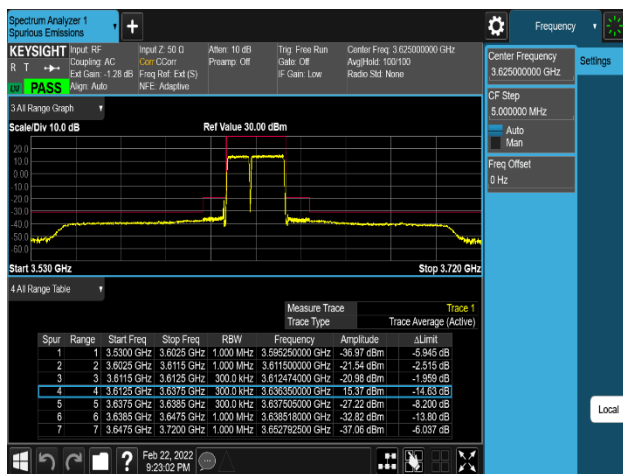 Spectrum Analyzer 1
Spurious Emissions
Frequency
KEYSIGHT Input: RF Input Z: 50 Ω Atten: 10 dB Trig: Free Run Center Freq: 3.625000000 GHz
R T Coupling: AC Corr CCorr Preamp: Off Gate: Off Avg|Hold: 100/100
Ext Gain: -1.28 dB Freq Ref: Ext (S) IF Gain: Low Radio Std: None
LXI PASS Align: Auto NFE: Adaptive
3 All Range Graph
Scale/Div 10.0 dB Ref Value 30.00 dBm
20.0
10.0
0.00
-10.0
-20.0
-30.0
-40.0
-50.0
-60.0
Start 3.530 GHz Stop 3.720 GHz
4 All Range Table
Measure Trace Trace 1
Trace Type Trace Average (Active)
Spur Range Start Freq Stop Freq RBW Frequency Amplitude ΔLimit
1 1 3.5300 GHz 3.6025 GHz 1.000 MHz 3.595250000 GHz -36.97 dBm -5.945 dB
2 2 3.6025 GHz 3.6115 GHz 1.000 MHz 3.611500000 GHz -21.54 dBm -2.515 dB
3 3 3.6115 GHz 3.6125 GHz 300.0 kHz 3.612474000 GHz -20.98 dBm -1.959 dB
4 4 3.6125 GHz 3.6375 GHz 300.0 kHz 3.636350000 GHz 15.37 dBm -14.63 dB
5 5 3.6375 GHz 3.6385 GHz 300.0 kHz 3.637505000 GHz -27.22 dBm -8.200 dB
6 6 3.6385 GHz 3.6475 GHz 1.000 MHz 3.638518000 GHz -32.82 dBm -13.80 dB
7 7 3.6475 GHz 3.7200 GHz 1.000 MHz 3.652792500 GHz -37.06 dBm -6.037 dB
Center Frequency
3.625000000 GHz
Settings
CF Step
5.000000 MHz
Auto
Man
Freq Offset
0 Hz
Local
? Feb 22, 2022
9:23:02 PM